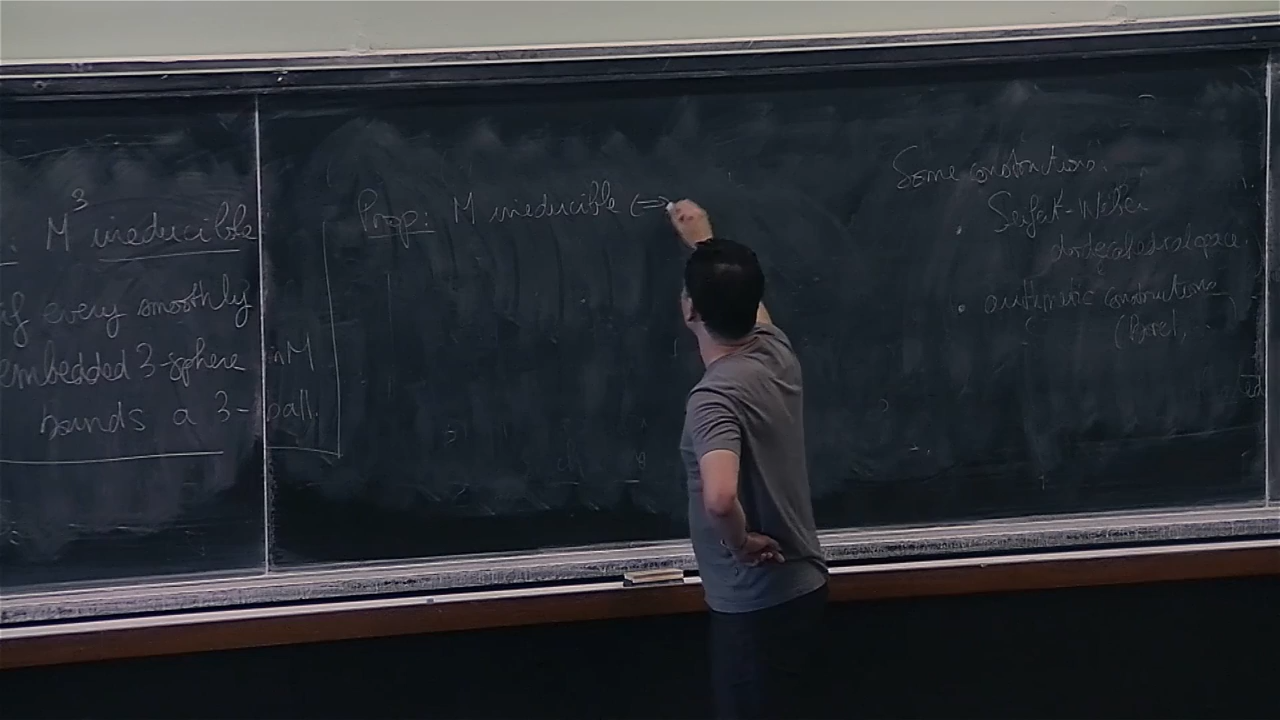 : M³ irreducible
if every smoothly
embedded 3-sphere in M
bounds a 3-ball.
Prop: M irreducible ⇔
Some constructions:
• Seifert-Weber
dodecahedral space.
• arithmetic constructions
(Borel, ...)